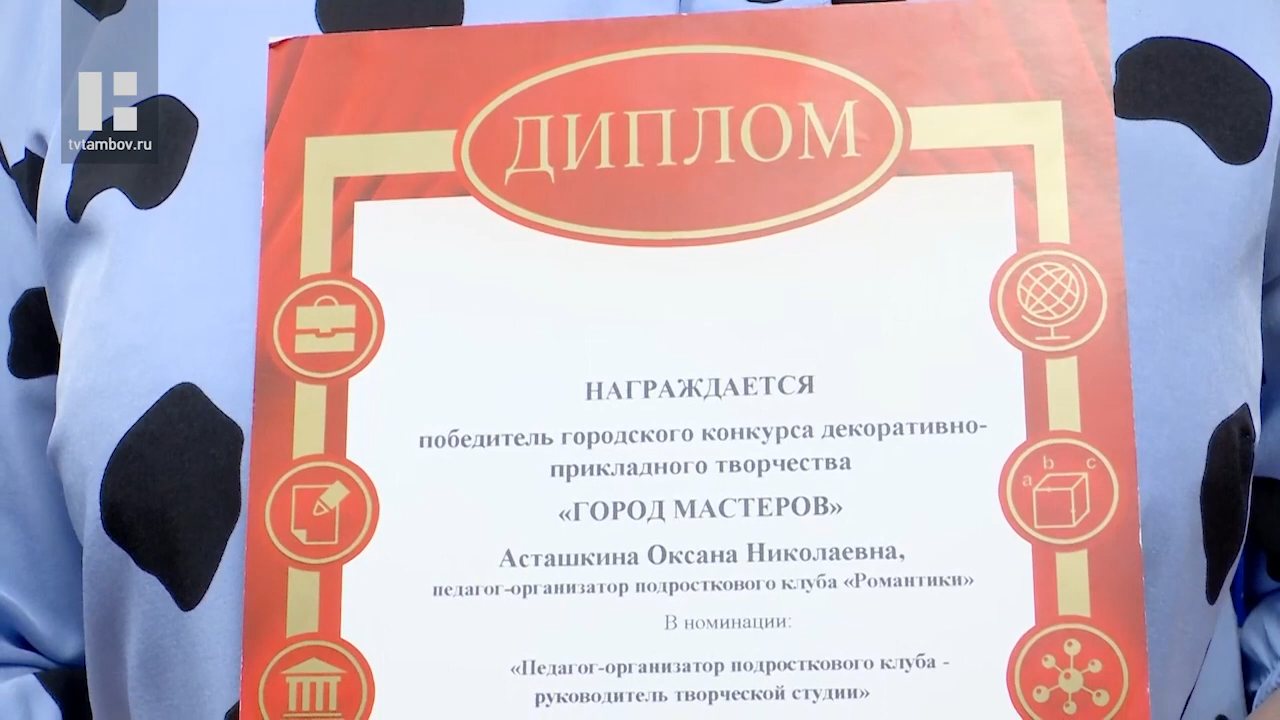 tvtambov.ru
ДИПЛОМ
НАГРАЖДАЕТСЯ
победитель городского конкурса декоративно-
прикладного творчества
«ГОРОД МАСТЕРОВ»
Асташкина Оксана Николаевна,
педагог-организатор подросткового клуба «Романтики»
В номинации:
«Педагог-организатор подросткового клуба -
руководитель творческой студии»
a b c